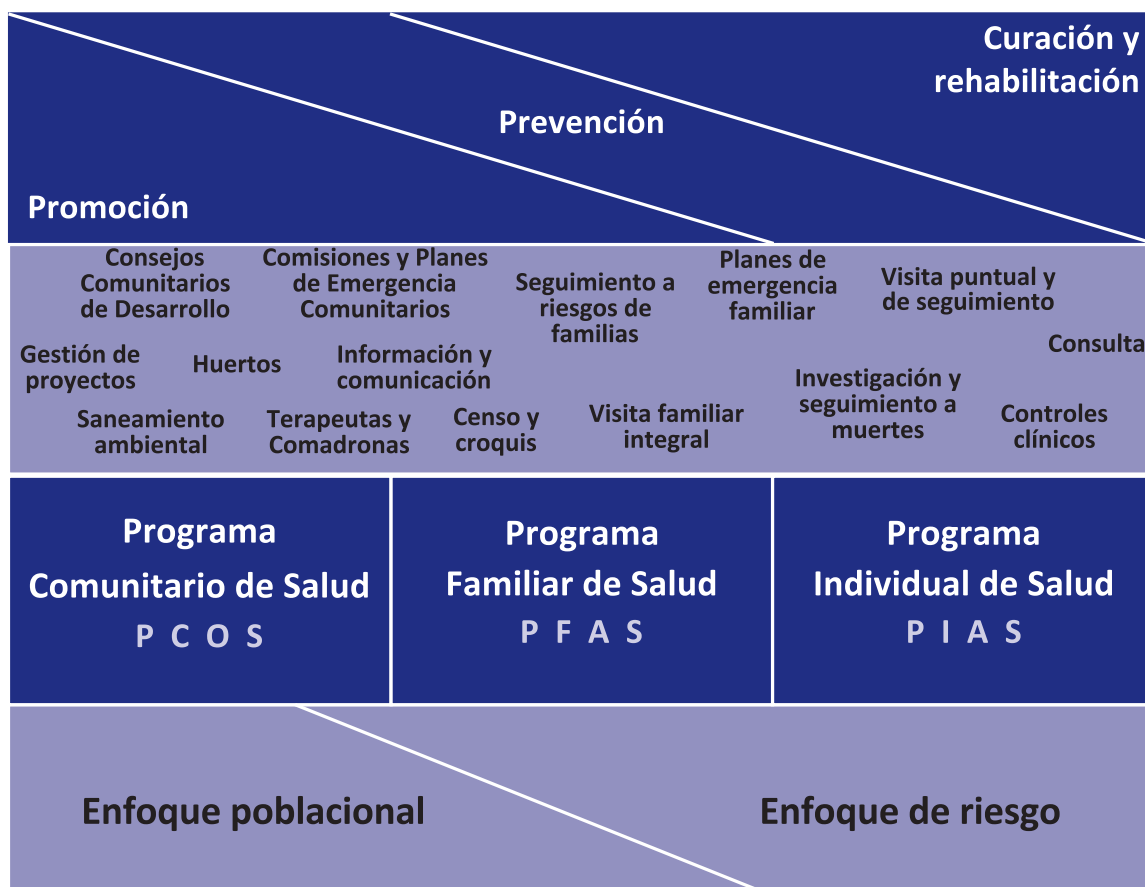 Curación y
rehabilitación
Prevención
Promoción
Consejos
Comunitarios
de Desarrollo
Comisiones y Planes
de Emergencia
Comunitarios
Seguimiento a
riesgos de
familias
Planes de
emergencia
familiar
Visita puntual y
de seguimiento
Gestión de
proyectos
Huertos
Información y
comunicación
Consulta
Saneamiento
ambiental
Terapeutas y
Comadronas
Censo y
croquis
Visita familiar
integral
Investigación y
seguimiento a
muertes
Controles
clínicos
Programa
Comunitario de Salud
P C O S
Programa
Familiar de Salud
P F A S
Programa
Individual de Salud
P I A S
Enfoque poblacional
Enfoque de riesgo